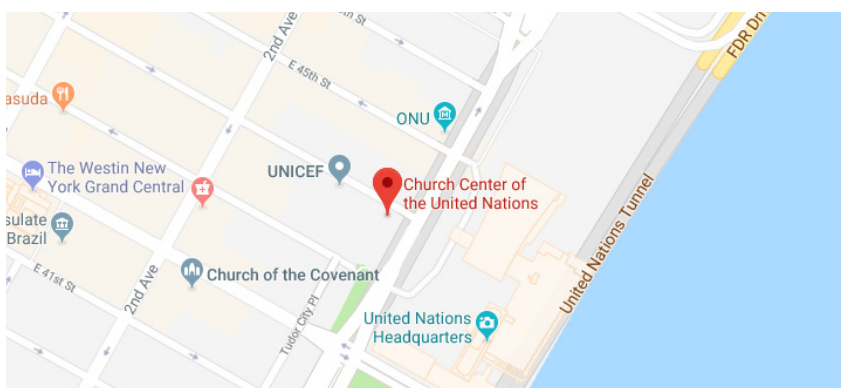 2nd Ave
E 45th St
FDR Dri
asuda
ONU
The Westin New
York Grand Central
UNICEF
Church Center of
the United Nations
sulate
Brazil
Church of the Covenant
E 41st St
2nd Ave
Tudor City Pl
United Nations
Headquarters
United Nations Tunnel